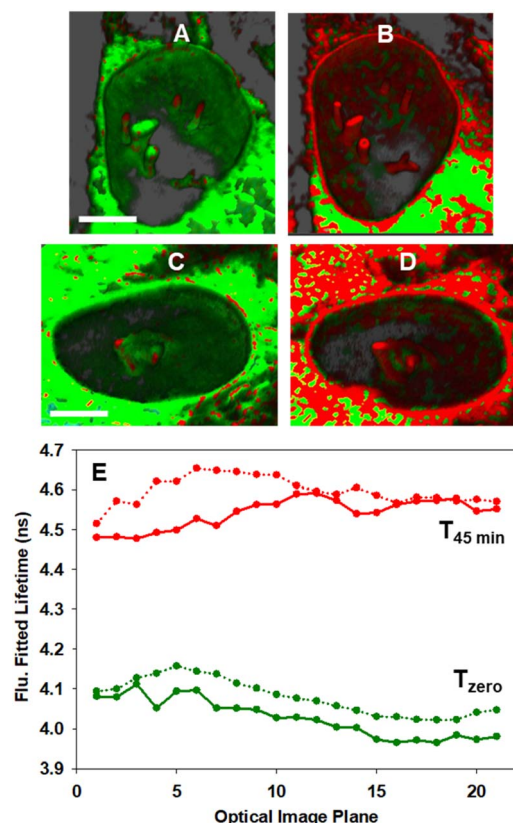 A
B
C
D
4.7
E
4.6
4.5
T45 min
4.4
4.3
4.2
4.1
Tzero
4.0
3.9
0 5 10 15 20
Flu. Fitted Lifetime (ns)
Optical Image Plane